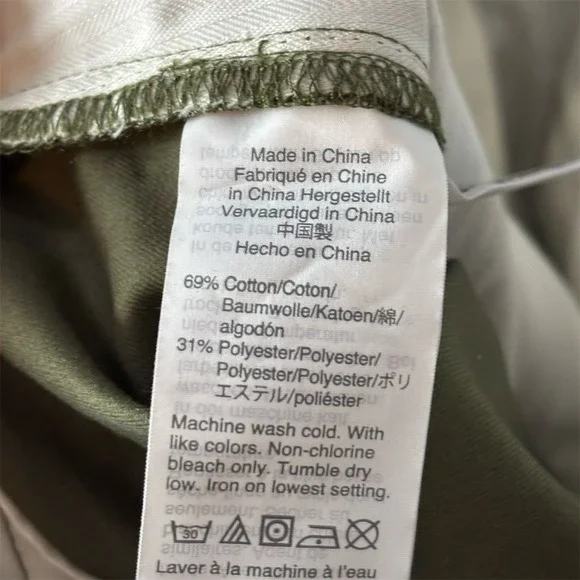 Made in China
Fabriqué en Chine
in China Hergestellt
Vervaardigd in China
中国製
Hecho en China
69% Cotton/Coton/
Baumwolle/Katoen/綿/
algodón
31% Polyester/Polyester/
Polyester/Polyester/ポリ
エステル/poliéster
Machine wash cold. With
like colors. Non-chlorine
bleach only. Tumble dry
low. Iron on lowest setting.
30
Laver à la machine à l'eau